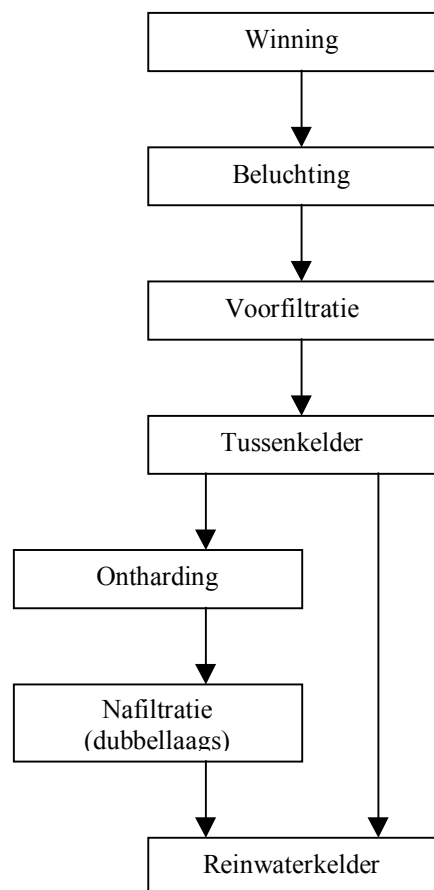 Winning
Beluchting
Voorfiltratie
Tussenkelder
Ontharding
Nafiltratie
(dubbellaags)
Reinwaterkelder